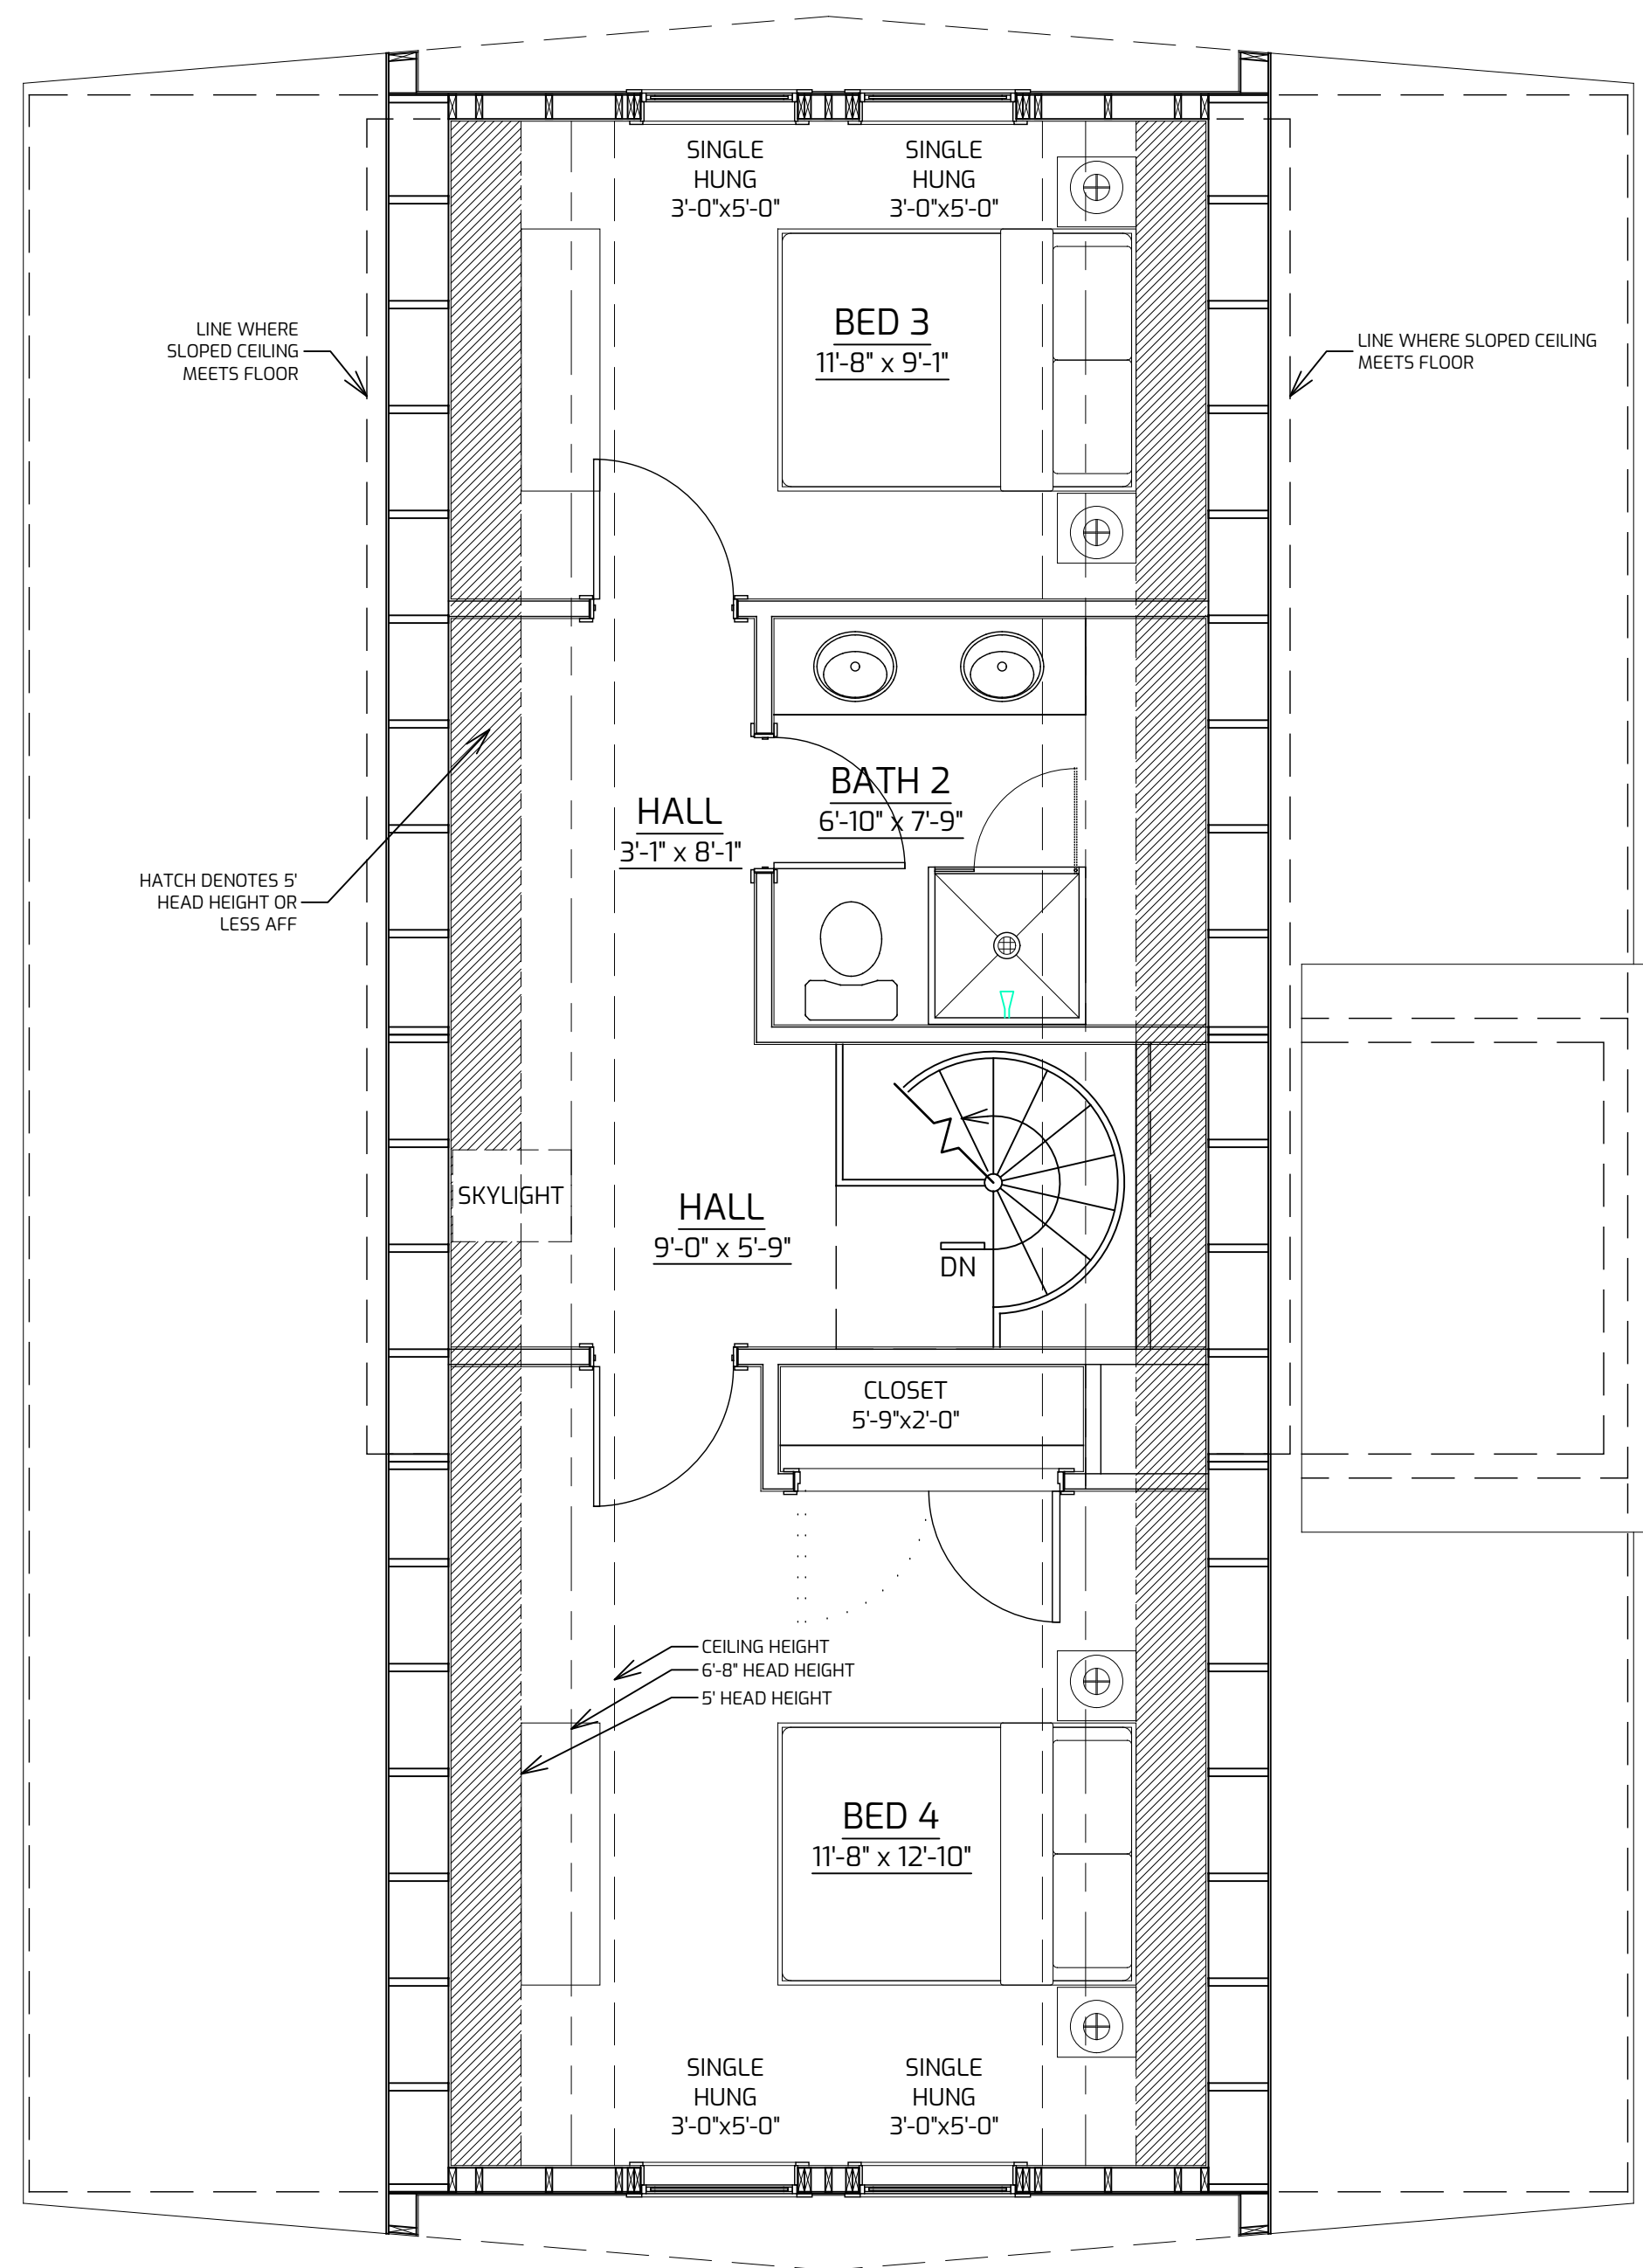 SINGLE
HUNG
3'-0"x5'-0"
SINGLE
HUNG
3'-0"x5'-0"
BED 3
11'-8" x 9'-1"
LINE WHERE
SLOPED CEILING
MEETS FLOOR
LINE WHERE SLOPED CEILING
MEETS FLOOR
BATH 2
6'-10" x 7'-9"
HALL
3'-1" x 8'-1"
HATCH DENOTES 5'
HEAD HEIGHT OR
LESS AFF
SKYLIGHT
HALL
9'-0" x 5'-9"
DN
CLOSET
5'-9"x2'-0"
CEILING HEIGHT
6'-8" HEAD HEIGHT
5' HEAD HEIGHT
BED 4
11'-8" x 12'-10"
SINGLE
HUNG
3'-0"x5'-0"
SINGLE
HUNG
3'-0"x5'-0"